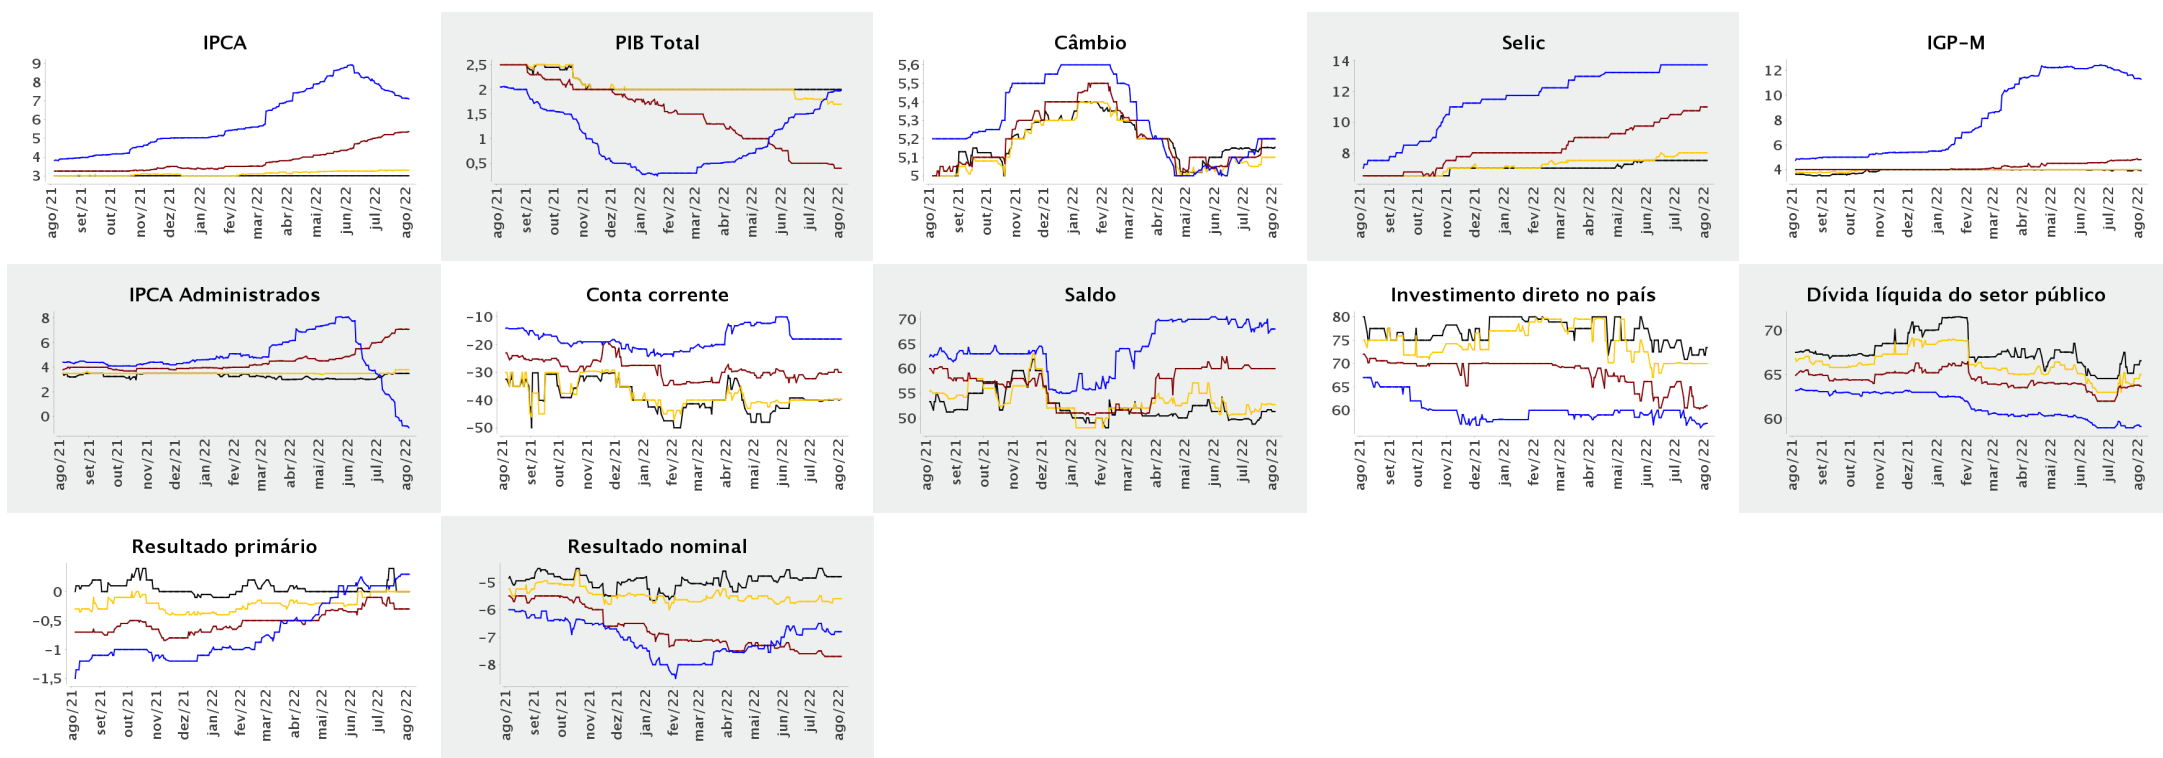 IPCA
9
8
7
6
5
4
3
ago/21 set/21 out/21 nov/21 dez/21 jan/22 fev/22 mar/22 abr/22 mai/22 jun/22 jul/22 ago/22
PIB Total
2,5
2
1,5
1
0,5
ago/21 set/21 out/21 nov/21 dez/21 jan/22 fev/22 mar/22 abr/22 mai/22 jun/22 jul/22 ago/22
Câmbio
5,6
5,5
5,4
5,3
5,2
5,1
5
ago/21 set/21 out/21 nov/21 dez/21 jan/22 fev/22 mar/22 abr/22 mai/22 jun/22 jul/22 ago/22
Selic
14
12
10
8
ago/21 set/21 out/21 nov/21 dez/21 jan/22 fev/22 mar/22 abr/22 mai/22 jun/22 jul/22 ago/22
IGP-M
12
10
8
6
4
ago/21 set/21 out/21 nov/21 dez/21 jan/22 fev/22 mar/22 abr/22 mai/22 jun/22 jul/22 ago/22
IPCA Administrados
8
6
4
2
0
ago/21 set/21 out/21 nov/21 dez/21 jan/22 fev/22 mar/22 abr/22 mai/22 jun/22 jul/22 ago/22
Conta corrente
-10
-20
-30
-40
-50
ago/21 set/21 out/21 nov/21 dez/21 jan/22 fev/22 mar/22 abr/22 mai/22 jun/22 jul/22 ago/22
Saldo
70
65
60
55
50
ago/21 set/21 out/21 nov/21 dez/21 jan/22 fev/22 mar/22 abr/22 mai/22 jun/22 jul/22 ago/22
Investimento direto no país
80
75
70
65
60
ago/21 set/21 out/21 nov/21 dez/21 jan/22 fev/22 mar/22 abr/22 mai/22 jun/22 jul/22 ago/22
Dívida líquida do setor público
70
65
60
ago/21 set/21 out/21 nov/21 dez/21 jan/22 fev/22 mar/22 abr/22 mai/22 jun/22 jul/22 ago/22
Resultado primário
0
-0,5
-1
-1,5
ago/21 set/21 out/21 nov/21 dez/21 jan/22 fev/22 mar/22 abr/22 mai/22 jun/22 jul/22 ago/22
Resultado nominal
-5
-6
-7
-8
ago/21 set/21 out/21 nov/21 dez/21 jan/22 fev/22 mar/22 abr/22 mai/22 jun/22 jul/22 ago/22